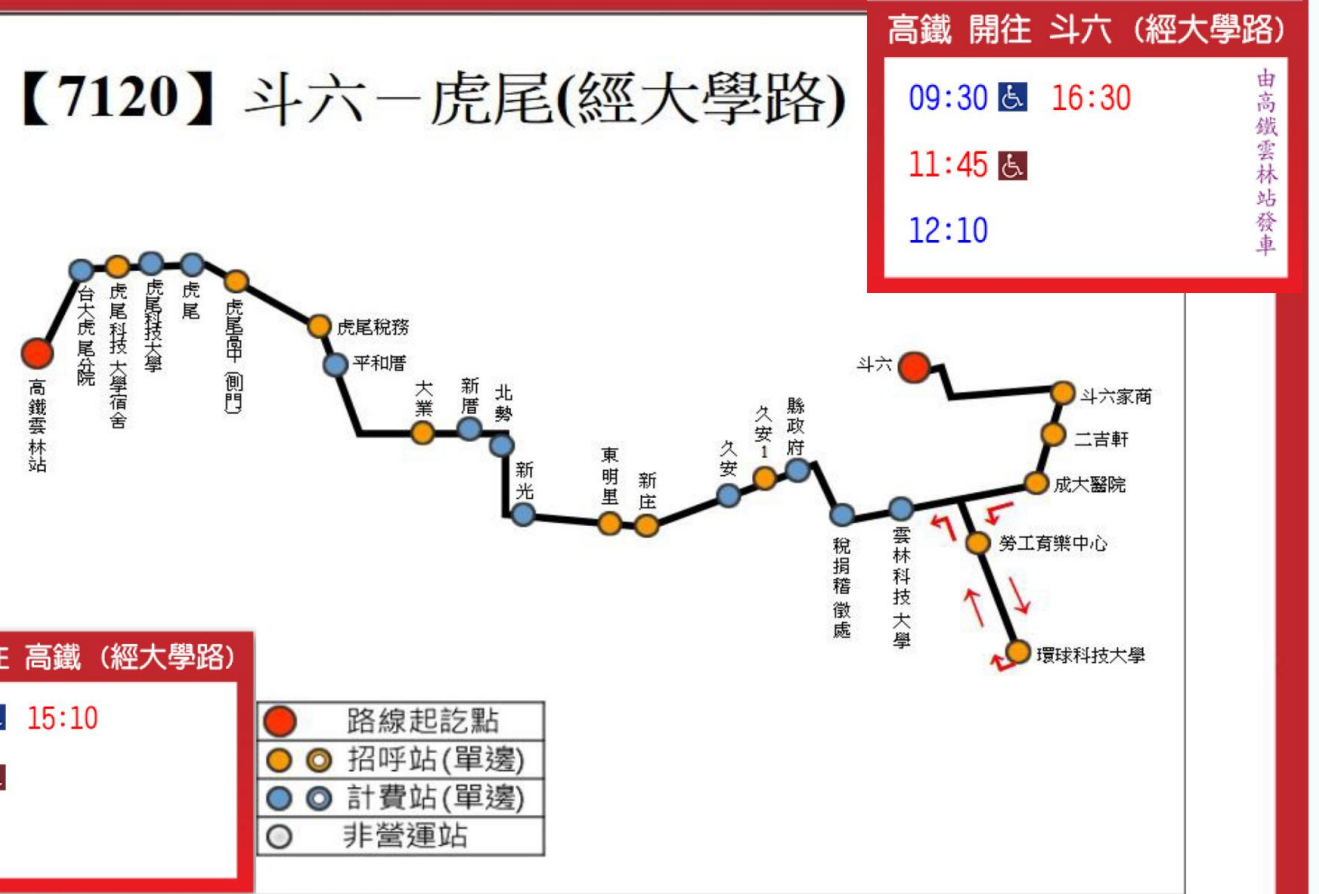 高鐵 開往 斗六 (經大學路)
【7120】斗六－虎尾(經大學路)
09:30 16:30
11:45
12:10
由高鐵雲林站發車
高鐵雲林站
台大虎尾分院
虎尾科技大學宿舍
虎尾科技大學
虎尾
虎尾高中(側門)
虎尾稅務
平和厝
大業
新厝
北勢
新光
東明里
新庄
久安
久安1
縣政府
稅捐稽徵處
雲林科技大學
斗六
斗六家商
二吉軒
成大醫院
勞工育樂中心
環球科技大學
高鐵 (經大學路)
15:10
路線起訖點
招呼站(單邊)
計費站(單邊)
非營運站